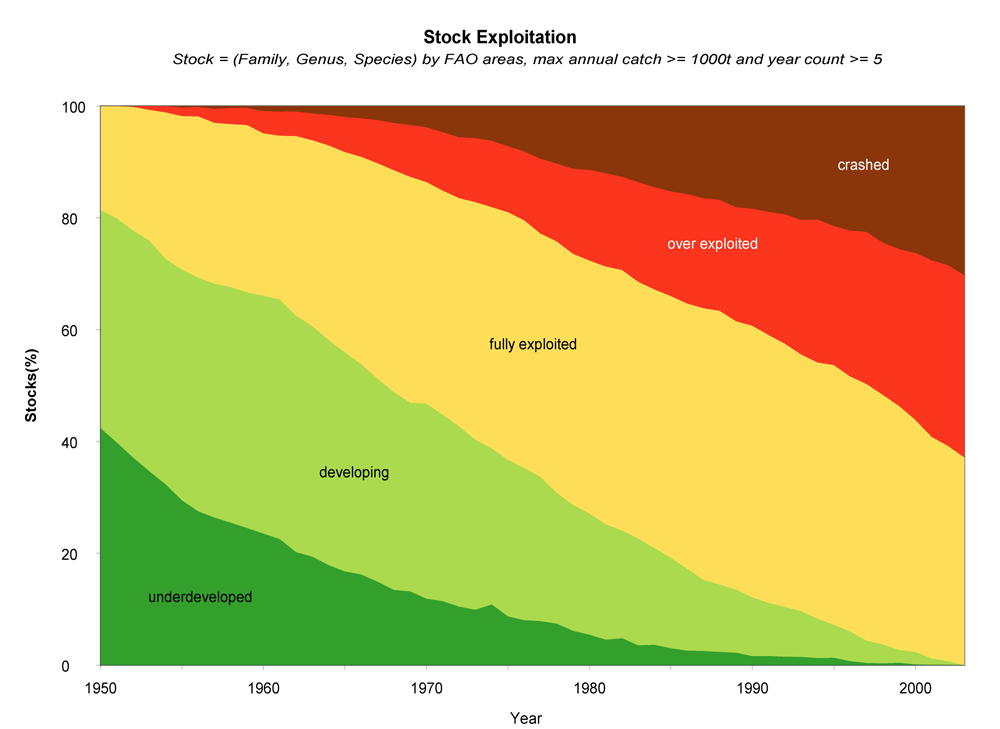 Stock Exploitation
Stock = (Family, Genus, Species) by FAO areas, max annual catch >= 1000t and year count >= 5
100
80
60
40
20
0
Stocks(%)
crashed
over exploited
fully exploited
developing
underdeveloped
1950 1960 1970 1980 1990 2000
Year